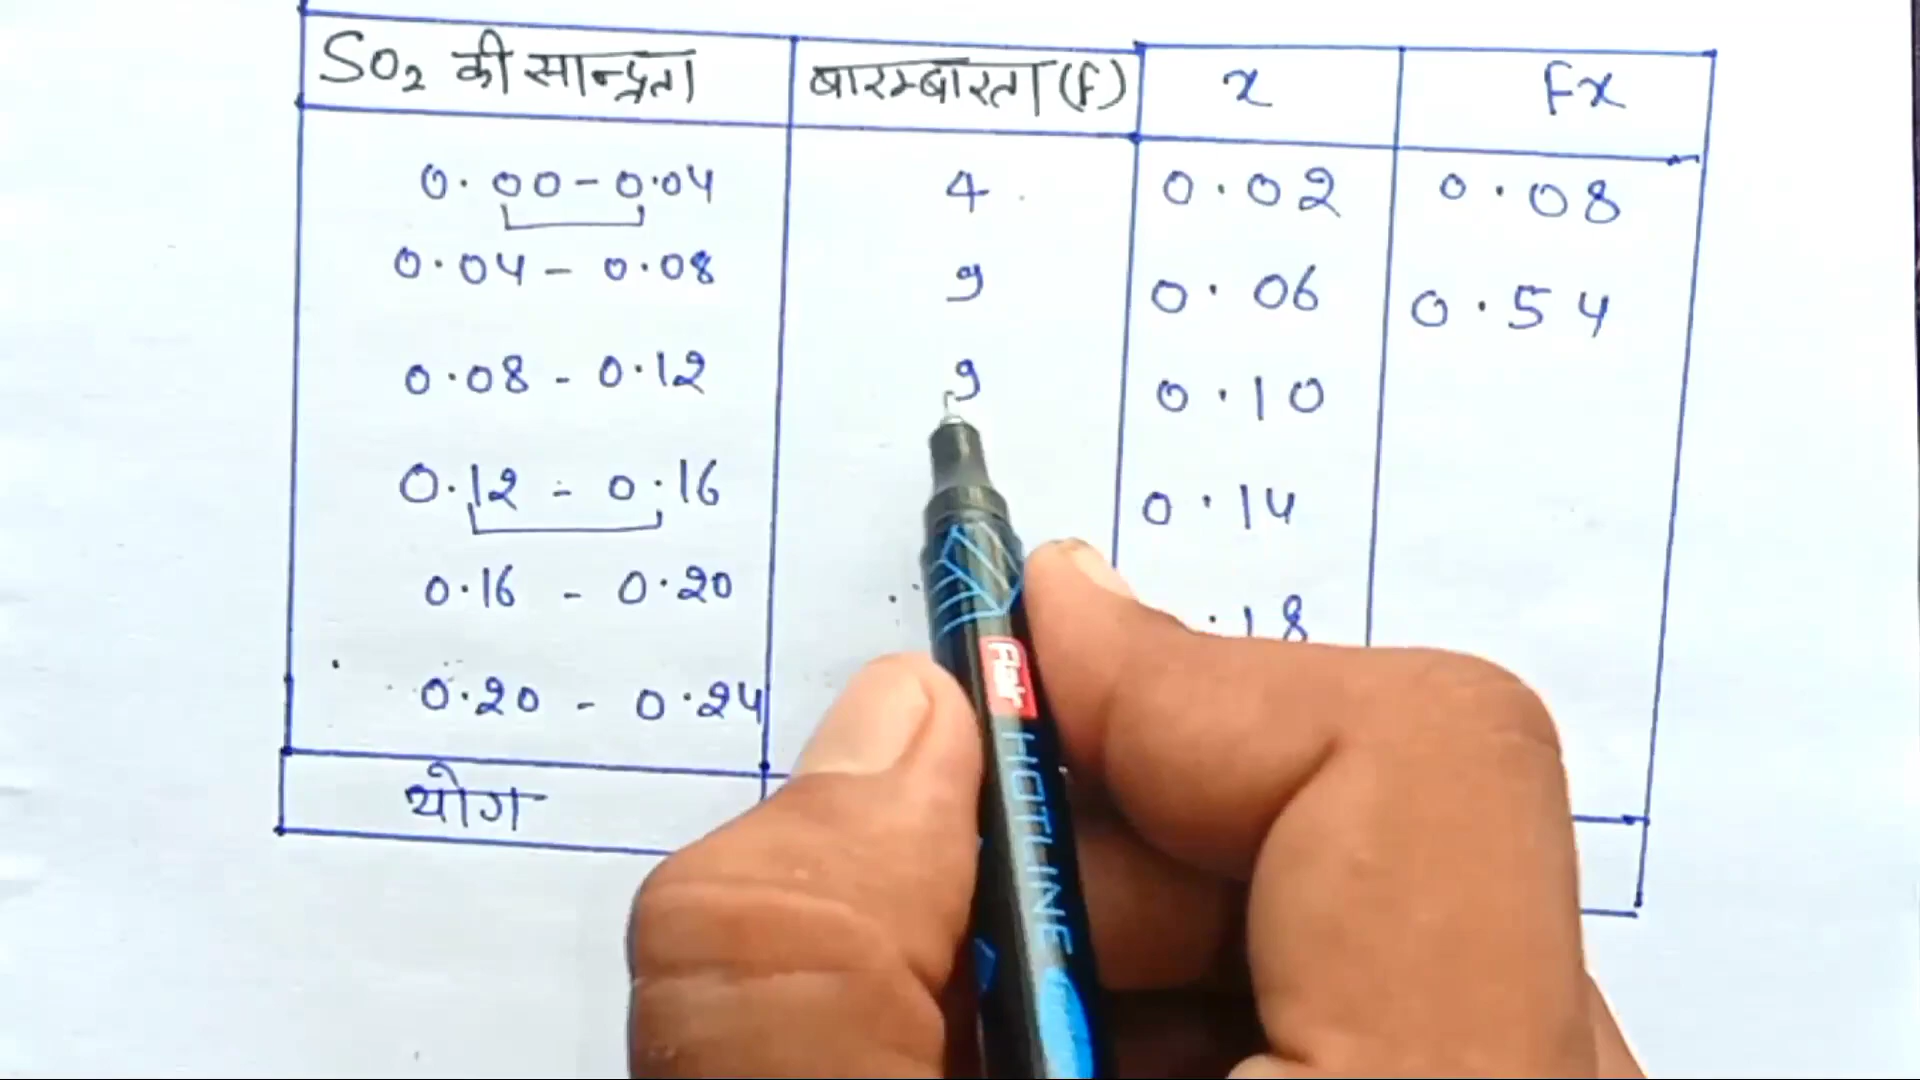 SO₂ की सान्द्रता बारम्बारता (f) x Fx
0.00 - 0.04 4 0.02 0.08
0.04 - 0.08 9 0.06 0.54
0.08 - 0.12 9 0.10
0.12 - 0.16 0.14
0.16 - 0.20 .18
0.20 - 0.24
योग
Flair HOTLINE